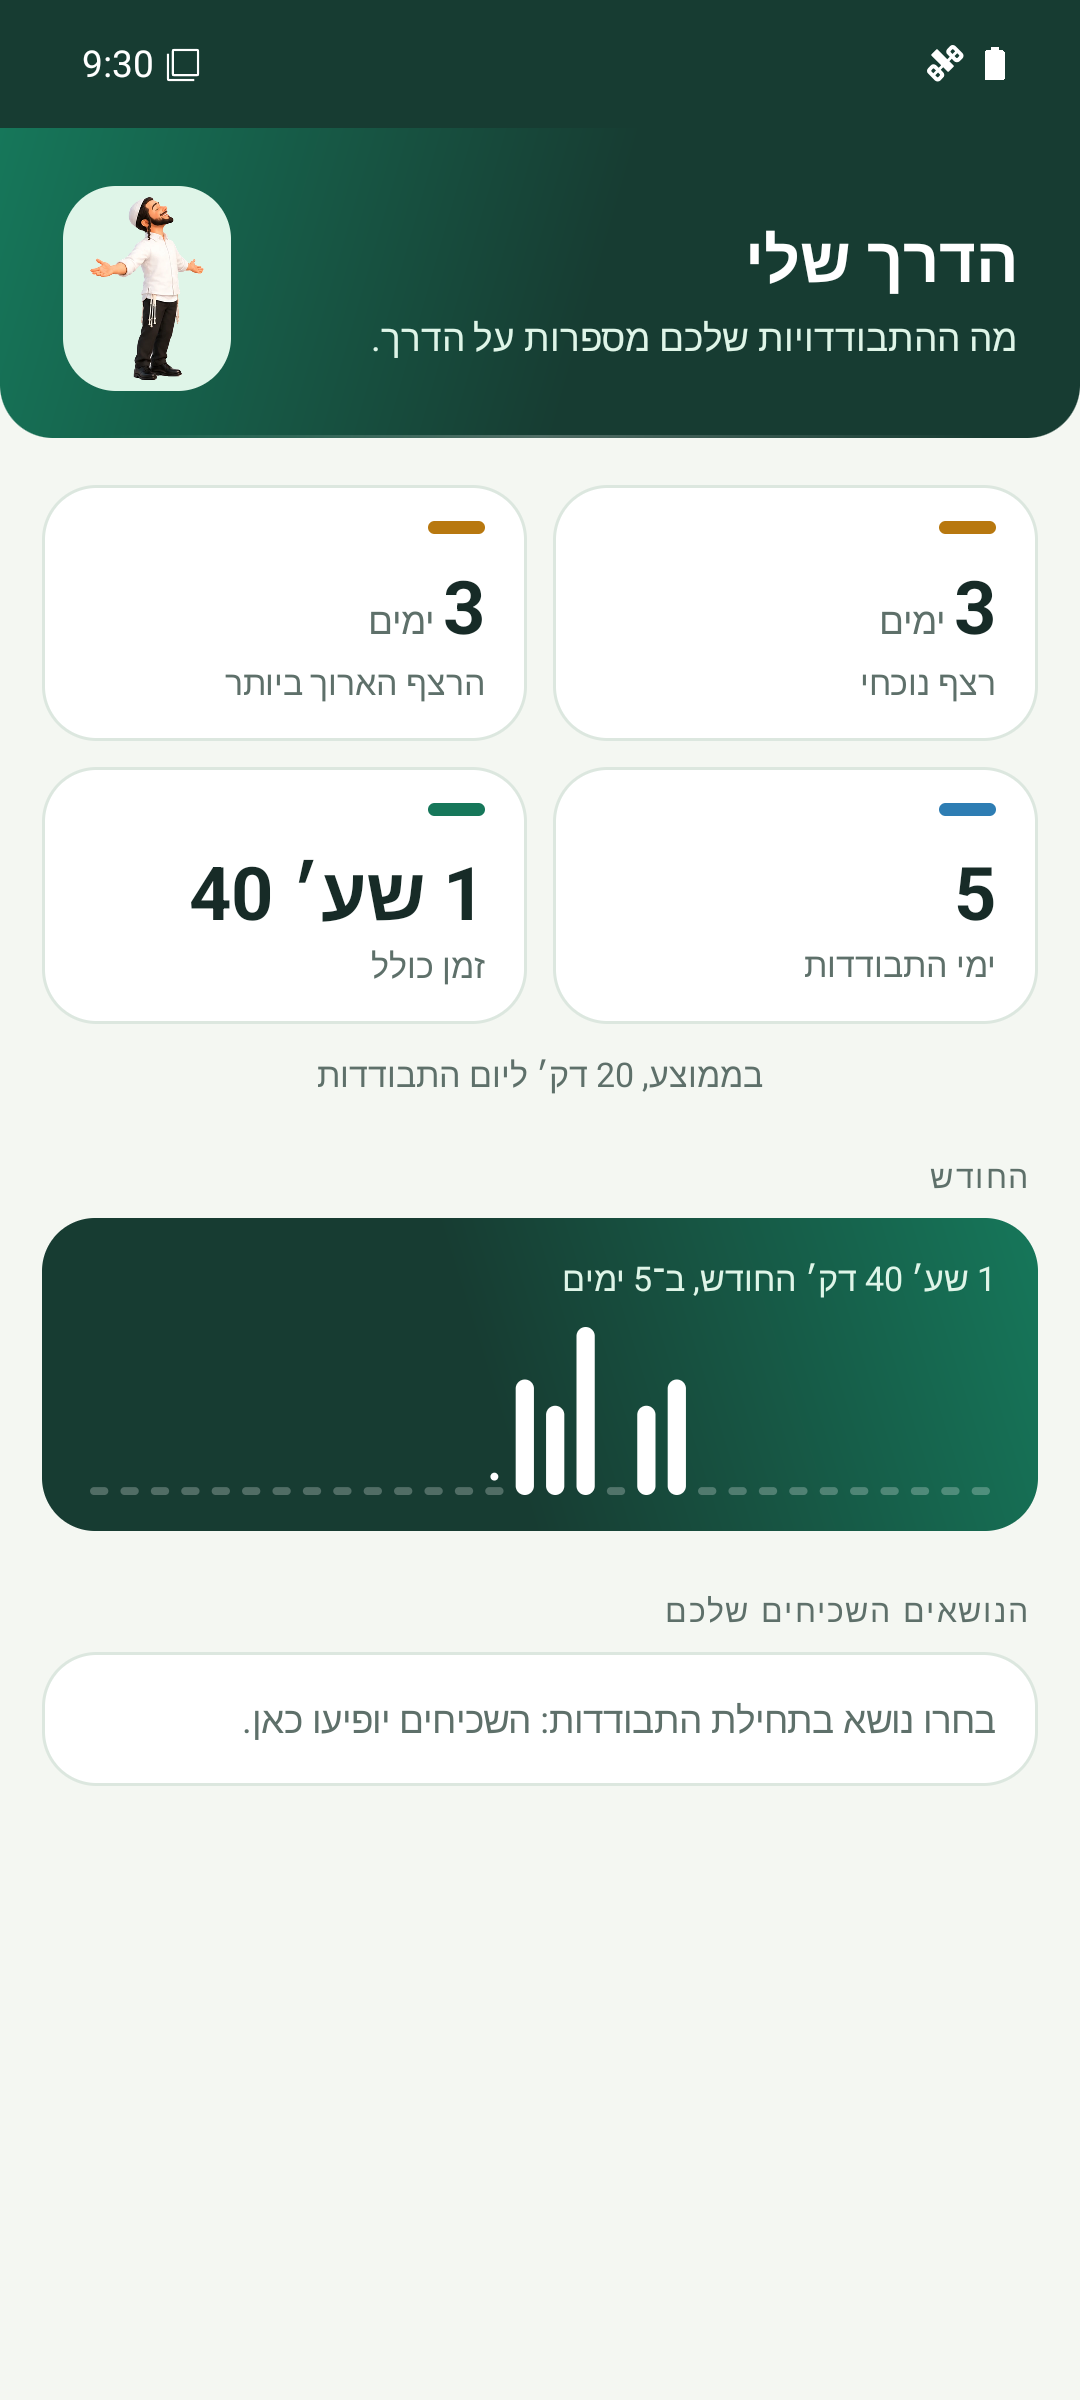 9:30
הדרך שלי
מה ההתבודדויות שלכם מספרות על הדרך.
3 ימים
רצף נוכחי
3 ימים
הרצף הארוך ביותר
5
ימי התבודדות
1 שע׳ 40
זמן כולל
בממוצע, 20 דק׳ ליום התבודדות
החודש
1 שע׳ 40 דק׳ החודש, ב־5 ימים
הנושאים השכיחים שלכם
בחרו נושא בתחילת התבודדות: השכיחים יופיעו כאן.